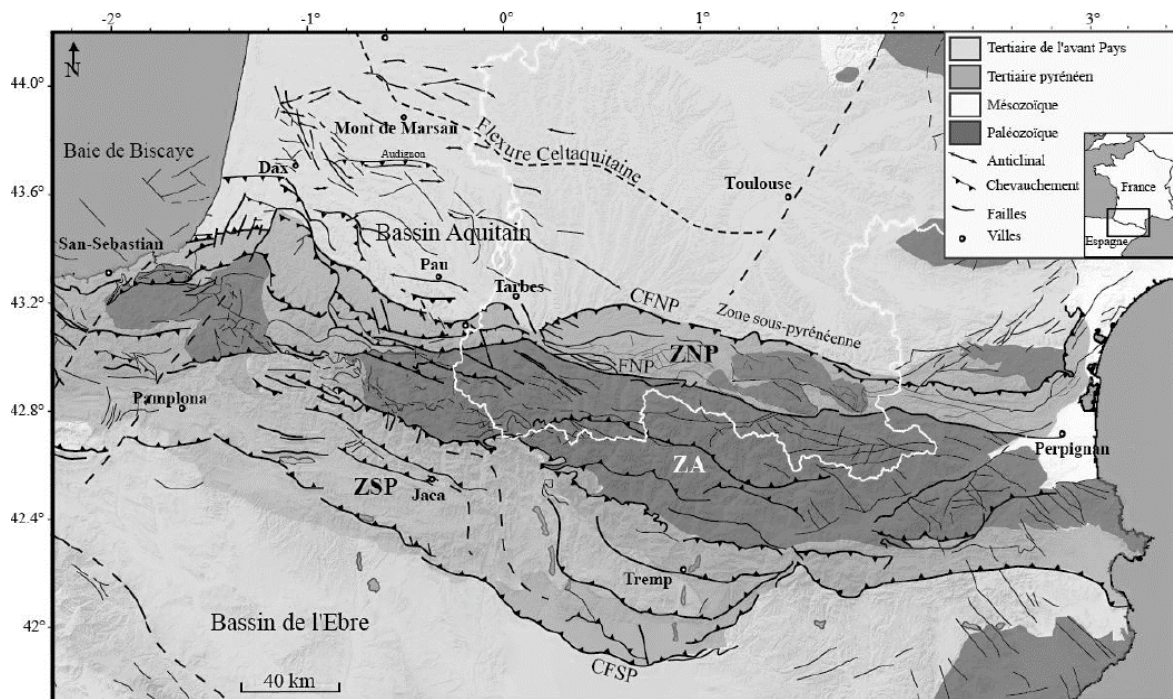 -2° -1° 0° 1° 2° 3°
N
44.0°
43.6°
43.2°
42.8°
42.4°
42°
Tertiaire de l'avant Pays
Tertiaire pyrénéen
Mésozoïque
Paléozoïque
Anticlinal
Chevauchement
Failles
Villes
France
Espagne
Baie de Biscaye
Mont de Marsan
Audignon
Dax
Flexure Celtaquitaine
Toulouse
San-Sebastian
Bassin Aquitain
Pau
Tarbes
CFNP
Zone sous-pyrénéenne
ZNP
FNP
Pamplona
Perpignan
ZA
ZSP
Jaca
Tremp
Bassin de l'Ebre
CFSP
40 km